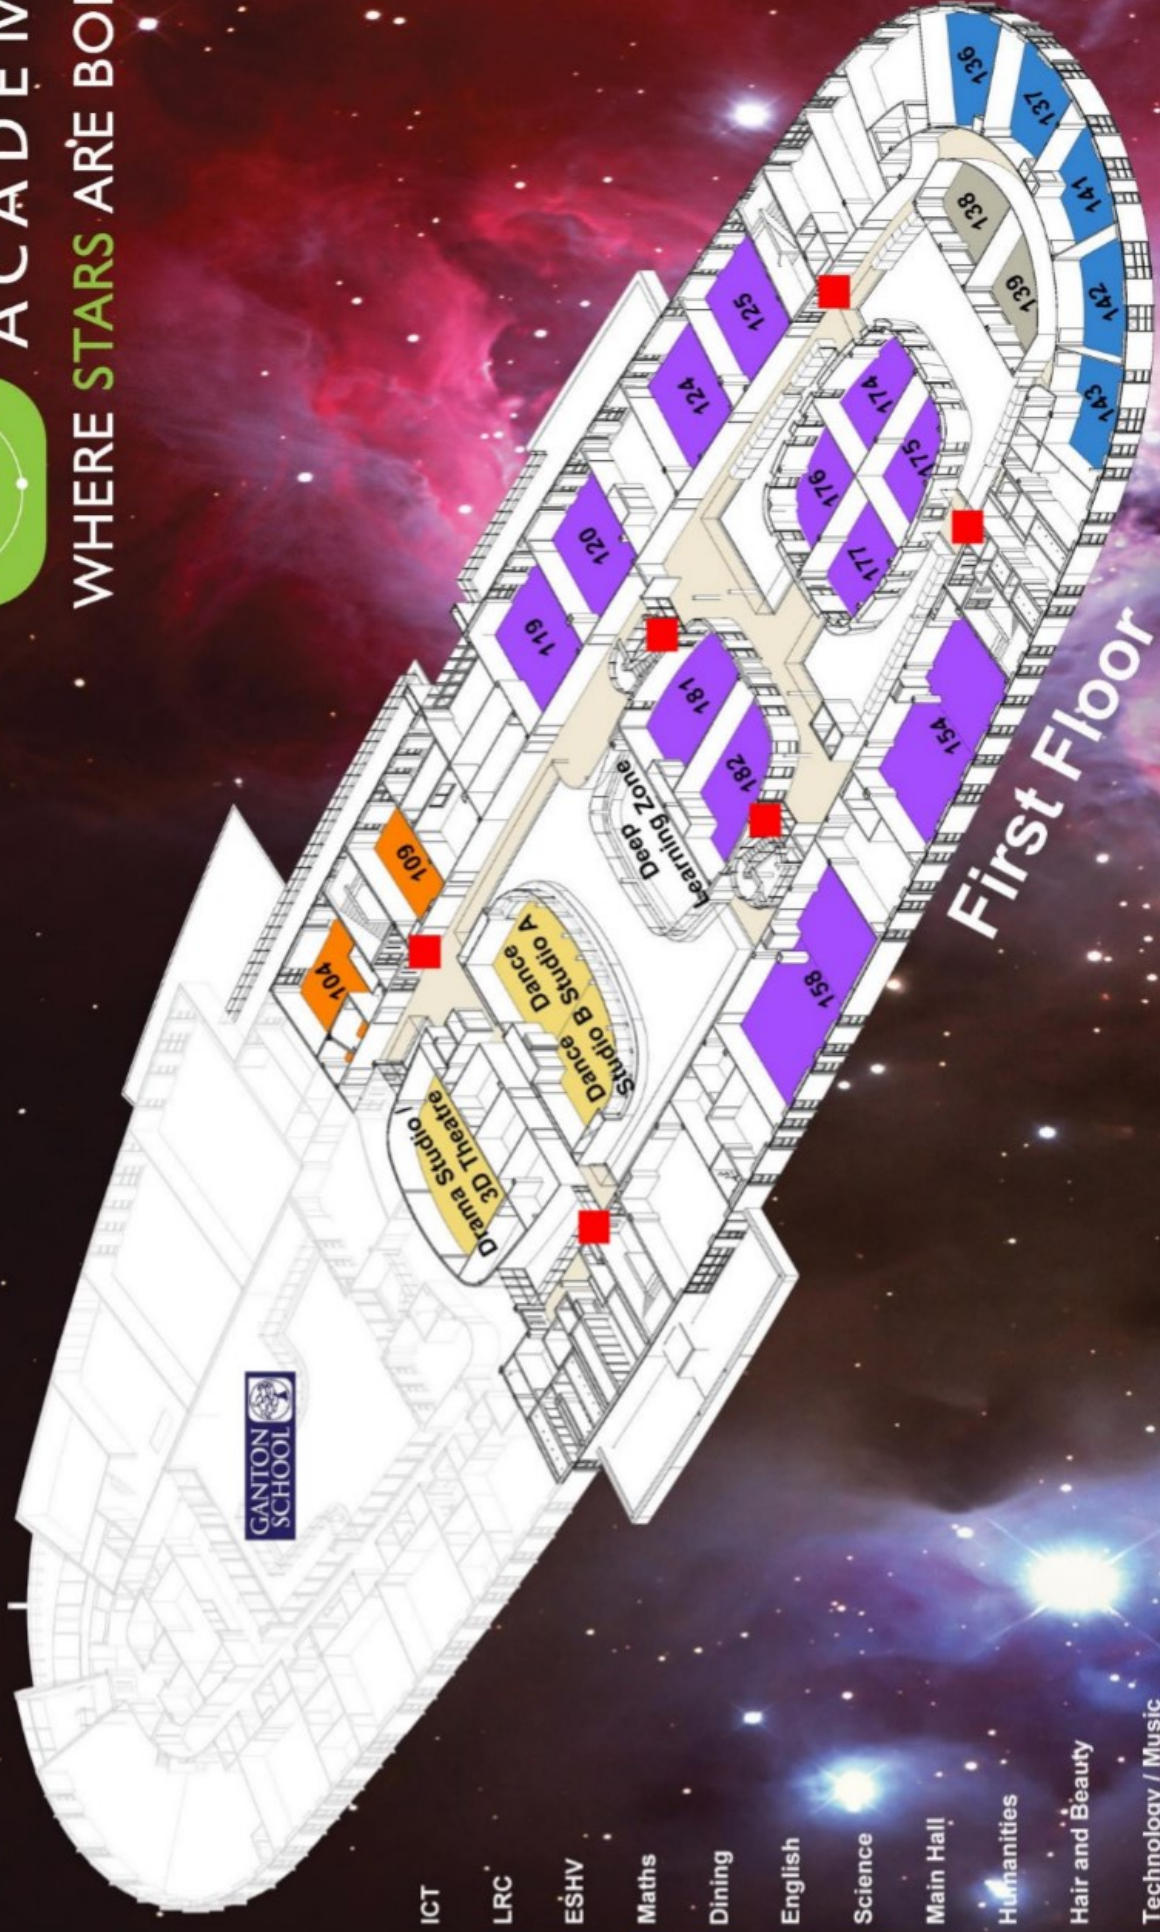 ACADEM
WHERE STARS ARE BO
136
137
141
142
143
138
139
125
124
120
119
174
175
176
177
181
182
Deep
Learning Zone
154
158
109
104
Dance
Studio A
Dance
Studio B
Drama Studio /
3D Theatre
GANTON
SCHOOL
First Floor
ICT
LRC
ESHV
Maths
Dining
English
Science
Main Hall
Humanities
Hair and Beauty
Technology / Music